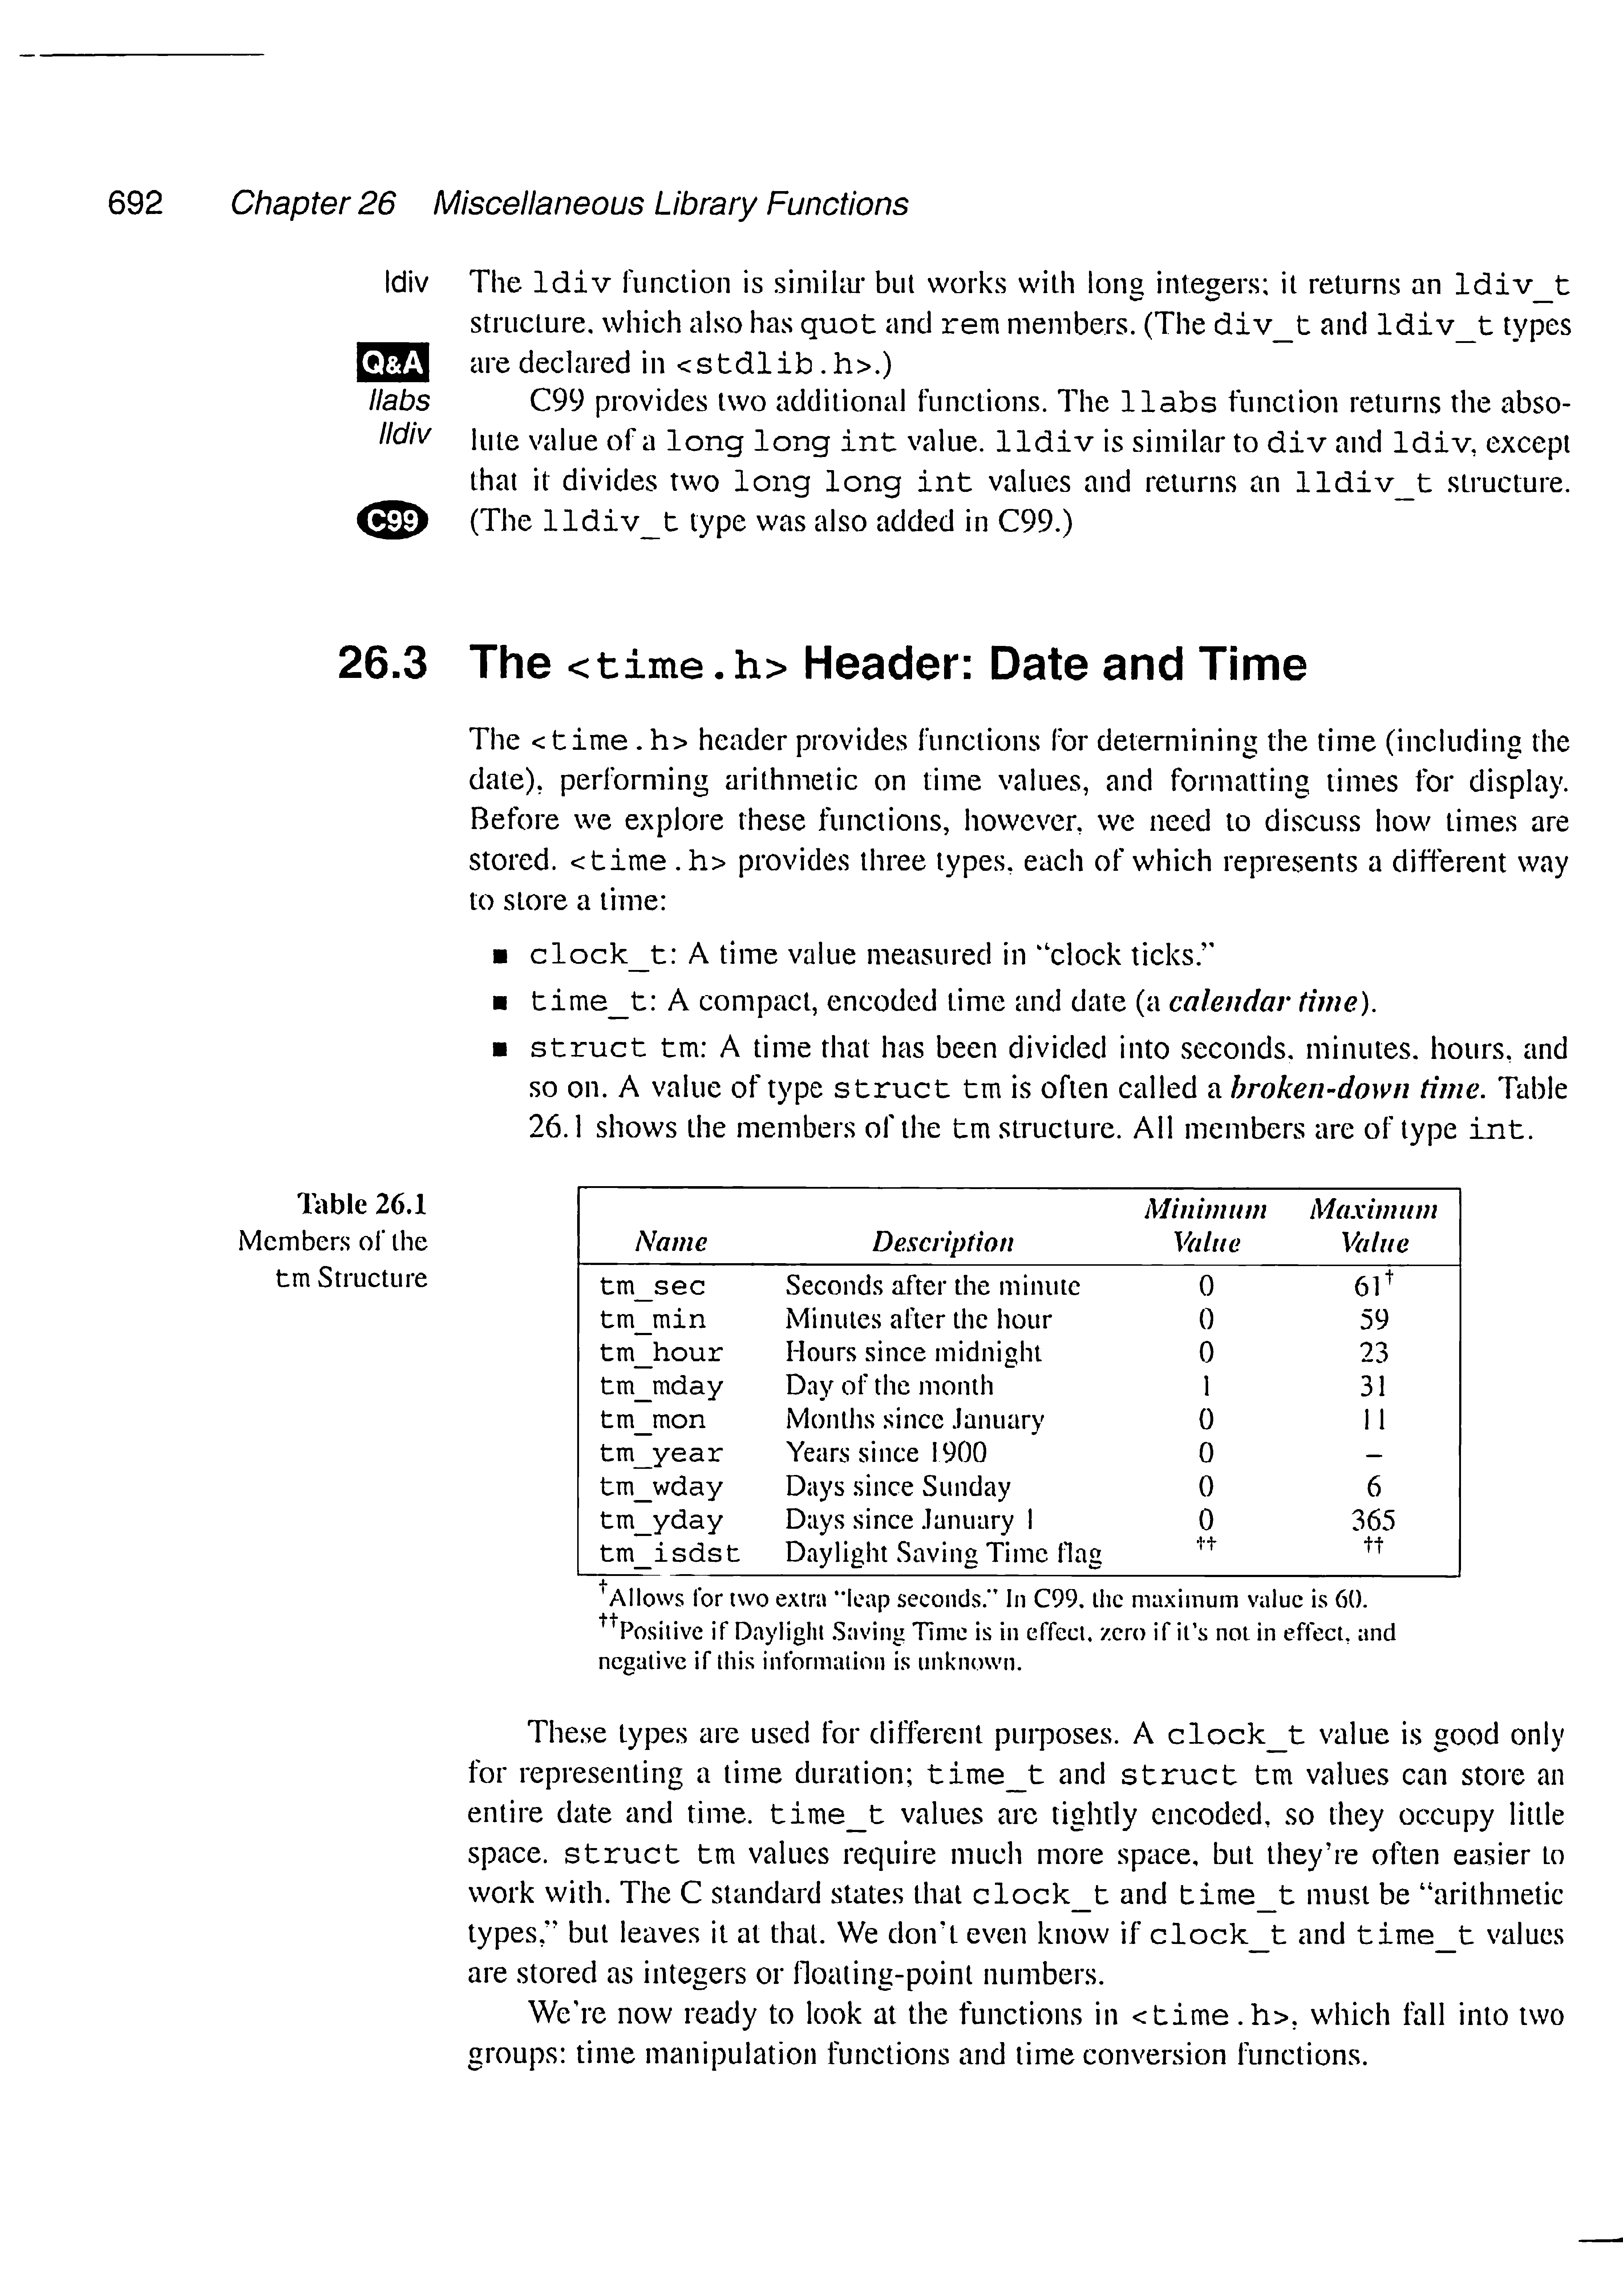 692 Chapter 26 Miscellaneous Library Functions
ldiv The ldiv function is similar but works with long integers; it returns an ldiv_t
structure, which also has quot and rem members. (The div_t and ldiv_t types
Q&A are declared in <stdlib.h>.)
llabs C99 provides two additional functions. The llabs function returns the abso-
lldiv lute value of a long long int value. lldiv is similar to div and ldiv, except
that it divides two long long int values and returns an lldiv_t structure.
C99 (The lldiv_t type was also added in C99.)
26.3 The <time.h> Header: Date and Time
The <time.h> header provides functions for determining the time (including the
date), performing arithmetic on time values, and formatting times for display.
Before we explore these functions, however, we need to discuss how times are
stored. <time.h> provides three types, each of which represents a different way
to store a time:
■ clock_t: A time value measured in “clock ticks.”
■ time_t: A compact, encoded time and date (a calendar time).
■ struct tm: A time that has been divided into seconds, minutes, hours, and
so on. A value of type struct tm is often called a broken-down time. Table
26.1 shows the members of the tm structure. All members are of type int.
Table 26.1
Members of the
tm Structure
Name Description Minimum Value Maximum Value
tm_sec Seconds after the minute 0 61†
tm_min Minutes after the hour 0 59
tm_hour Hours since midnight 0 23
tm_mday Day of the month 1 31
tm_mon Months since January 0 11
tm_year Years since 1900 0 –
tm_wday Days since Sunday 0 6
tm_yday Days since January 1 0 365
tm_isdst Daylight Saving Time flag †† ††
†Allows for two extra “leap seconds.” In C99, the maximum value is 60.
††Positive if Daylight Saving Time is in effect, zero if it’s not in effect, and
negative if this information is unknown.
These types are used for different purposes. A clock_t value is good only
for representing a time duration; time_t and struct tm values can store an
entire date and time. time_t values are tightly encoded, so they occupy little
space. struct tm values require much more space, but they’re often easier to
work with. The C standard states that clock_t and time_t must be “arithmetic
types,” but leaves it at that. We don’t even know if clock_t and time_t values
are stored as integers or floating-point numbers.
We’re now ready to look at the functions in <time.h>, which fall into two
groups: time manipulation functions and time conversion functions.